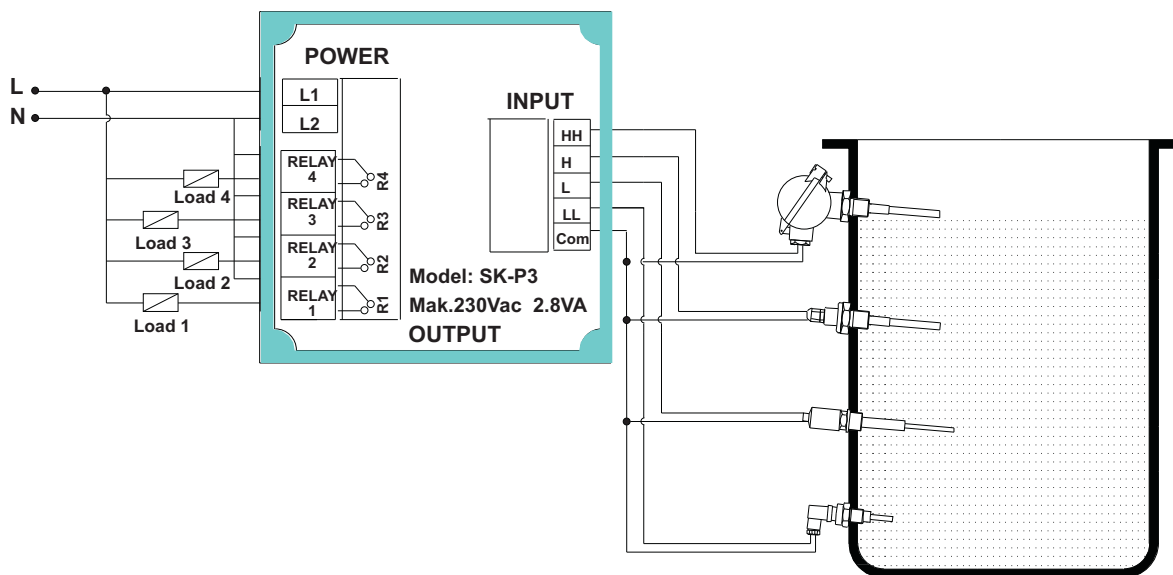 L
N
Load 4
Load 3
Load 2
Load 1
POWER
L1
L2
RELAY
4
RELAY
3
RELAY
2
RELAY
1
R4
R3
R2
R1
INPUT
HH
H
L
LL
Com
Model: SK-P3
Mak.230Vac 2.8VA
OUTPUT